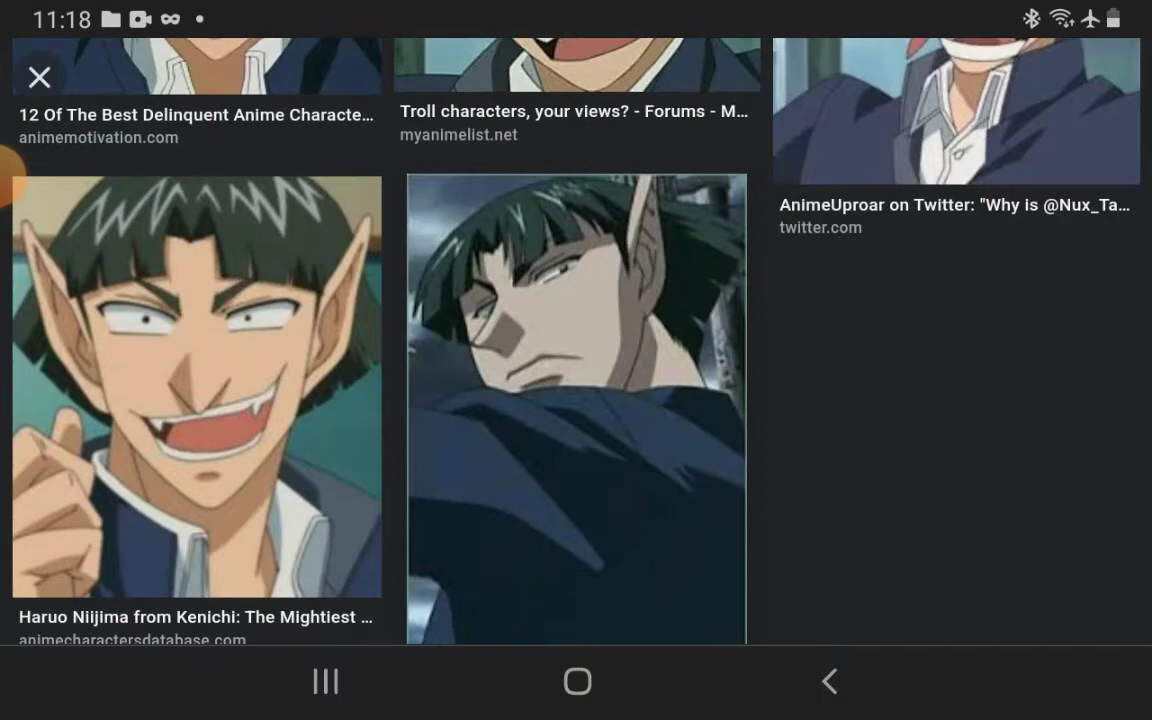 11:18
12 Of The Best Delinquent Anime Characte...
animemotivation.com
Troll characters, your views? - Forums - M...
myanimelist.net
AnimeUproar on Twitter: "Why is @Nux_Ta...
twitter.com
Haruo Niijima from Kenichi: The Mightiest ...
animecharactersdatabase.com